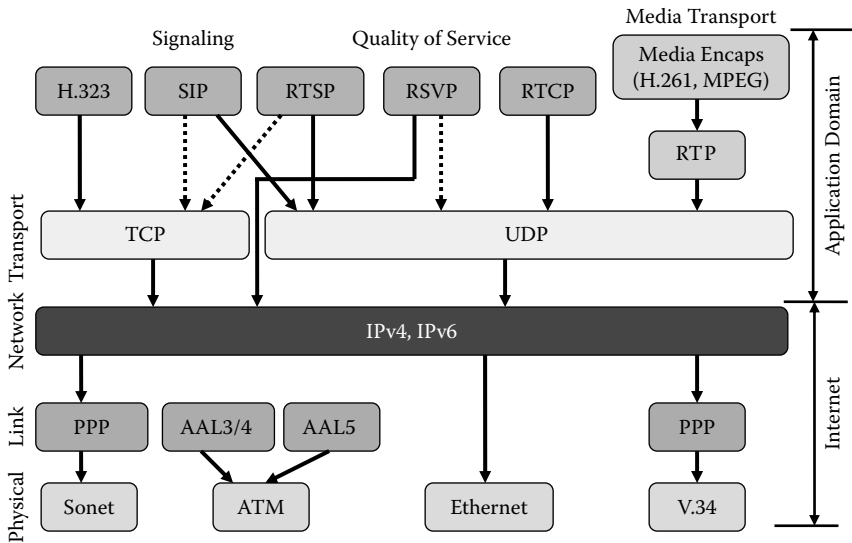 Media Transport
Signaling
Quality of Service
Media Encaps
(H.261, MPEG)
H.323
SIP
RTSP
RSVP
RTCP
RTP
Application Domain
Transport
TCP
UDP
Network
IPv4, IPv6
Internet
Link
PPP
AAL3/4
AAL5
PPP
Physical
Sonet
ATM
Ethernet
V.34